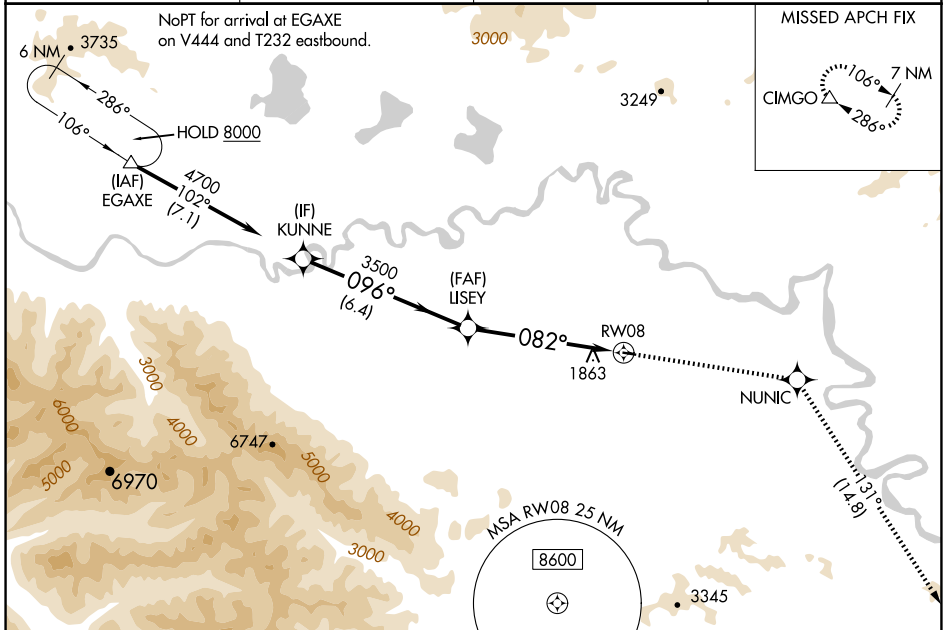 NoPT for arrival at EGAXE
on V444 and T232 eastbound.
6 NM
3735
3000
MISSED APCH FIX
106°
7 NM
CIMGO
286°
3249
286°
106°
HOLD 8000
(IAF)
EGAXE
4700
102°
(7.1)
(IF)
KUNNE
3500
096°
(6.4)
(FAF)
LISEY
082°
RW08
1863
NUNIC
131°
(14.8)
3000
6000
4000
6747
5000
5000
6970
4000
3000
MSA RW08 25 NM
8600
3345